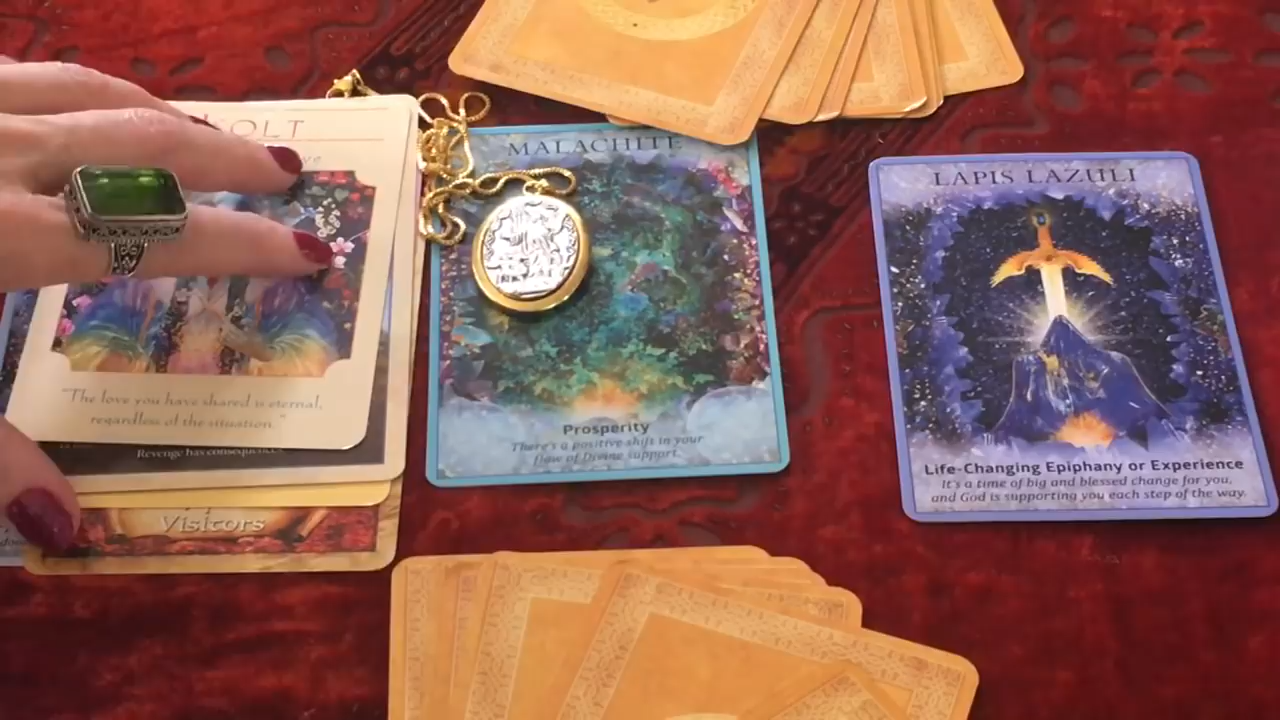 OLT
ve
"The love you have shared is eternal,
regardless of the situation."
Revenge has consequences.
Visitors
MALACHITE
Prosperity
There's a positive shift in your
flow of Divine support.
LAPIS LAZULI
Life-Changing Epiphany or Experience
It's a time of big and blessed change for you,
and God is supporting you each step of the way.